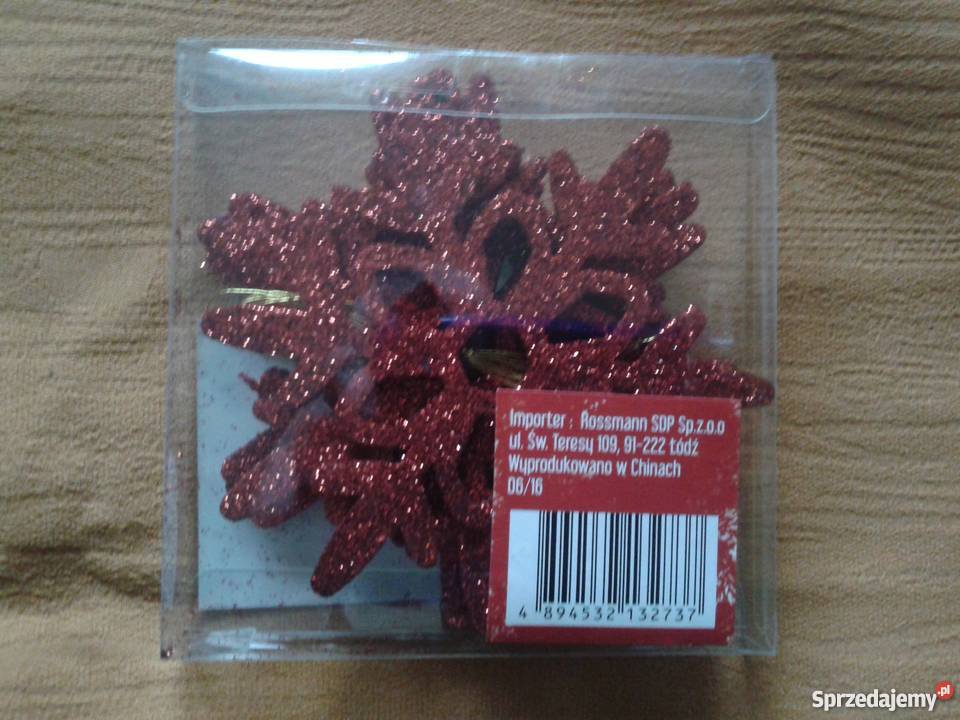 Importer : Rossmann SDP Sp.z.o.o
ul. Św. Teresy 109, 91-222 Łódź
Wyprodukowano w Chinach
06/16
4 894532 132737
Sprzedajemy.pl